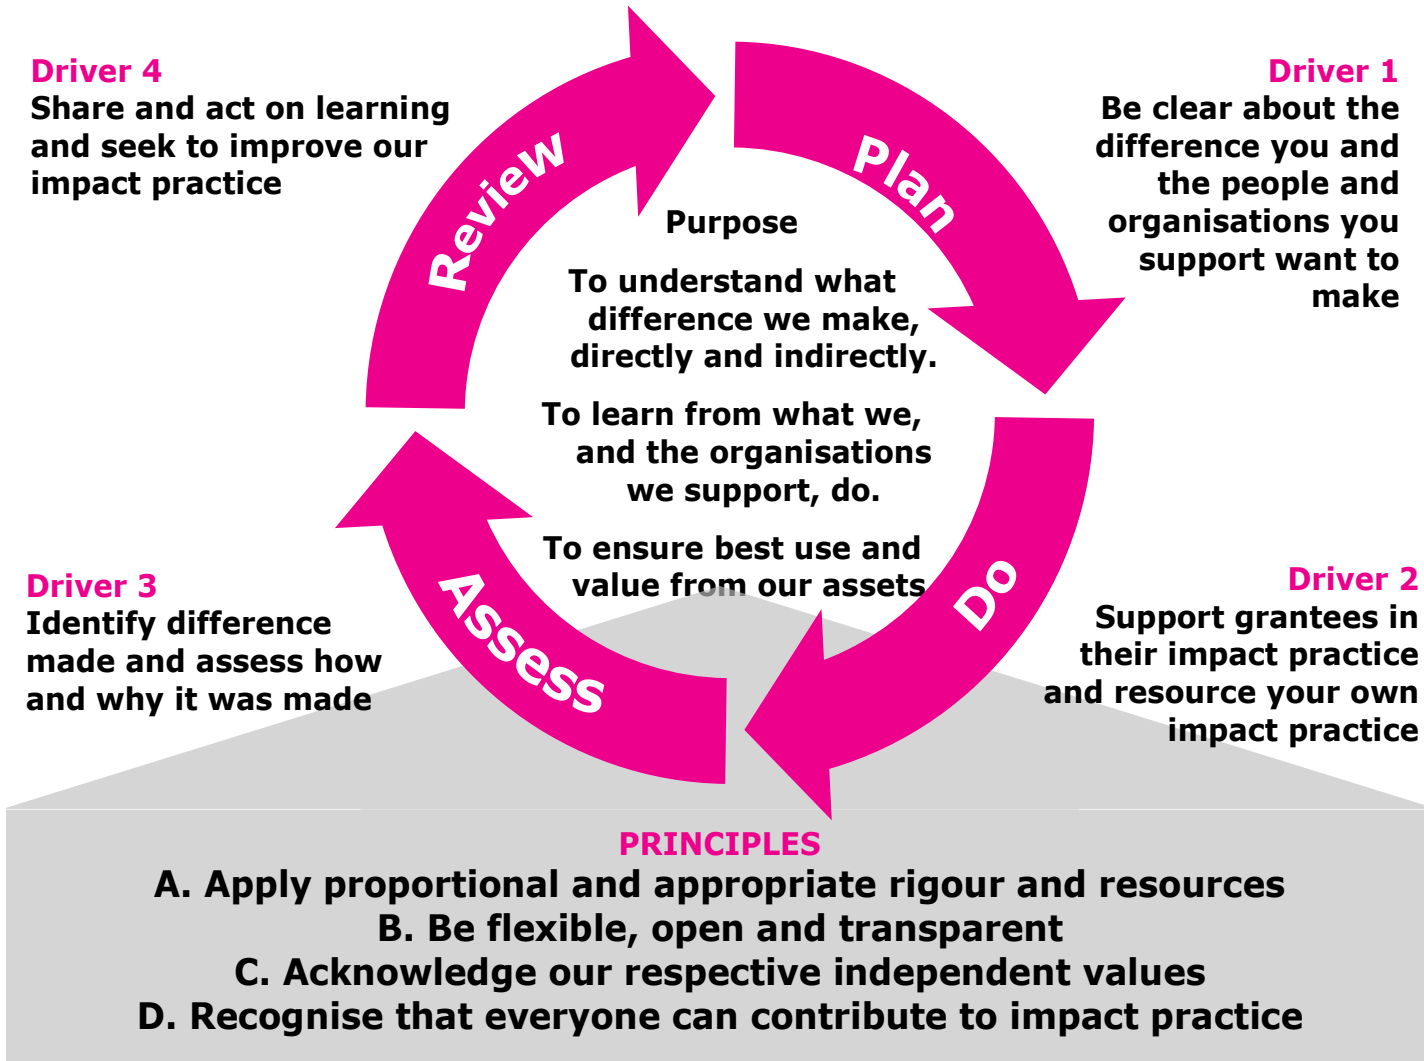 Driver 4
Share and act on learning
and seek to improve our
impact practice
Review
Plan
Driver 1
Be clear about the
difference you and
the people and
organisations you
support want to
make
Purpose
To understand what
difference we make,
directly and indirectly.
To learn from what we,
and the organisations
we support, do.
To ensure best use and
value from our assets
Driver 3
Identify difference
made and assess how
and why it was made
Assess
Do
Driver 2
Support grantees in
their impact practice
and resource your own
impact practice
PRINCIPLES
A. Apply proportional and appropriate rigour and resources
B. Be flexible, open and transparent
C. Acknowledge our respective independent values
D. Recognise that everyone can contribute to impact practice